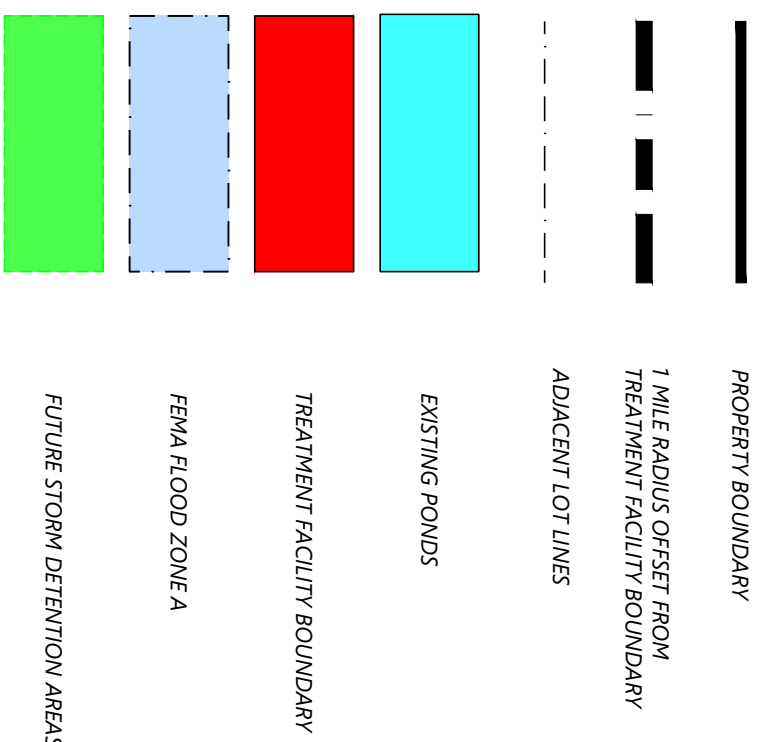 PROPERTY BOUNDARY
1 MILE RADIUS OFFSET FROM
TREATMENT FACILITY BOUNDARY
ADJACENT LOT LINES
EXISTING PONDS
TREATMENT FACILITY BOUNDARY
FEMA FLOOD ZONE A
FUTURE STORM DETENTION AREAS